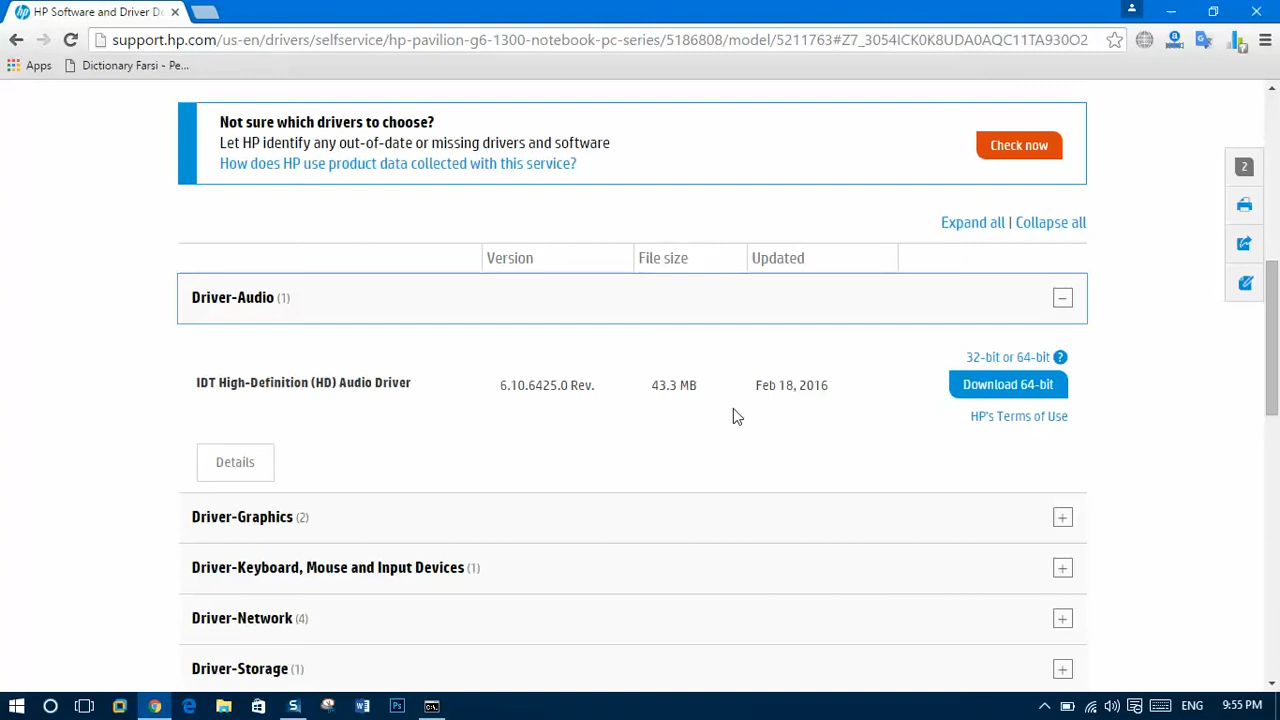 HP Software and Driver Do
support.hp.com/us-en/drivers/selfservice/hp-pavilion-g6-1300-notebook-pc-series/5186808/model/5211763#Z7_3054ICK0K8UDA0AQC11TA930O2
Apps
Dictionary Farsi - Pe...
Not sure which drivers to choose?
Let HP identify any out-of-date or missing drivers and software
Check now
How does HP use product data collected with this service?
2
Expand all | Collapse all
Version File size Updated
Driver-Audio (1)
32-bit or 64-bit ?
IDT High-Definition (HD) Audio Driver 6.10.6425.0 Rev. 43.3 MB Feb 18, 2016 Download 64-bit
HP's Terms of Use
Details
Driver-Graphics (2)
Driver-Keyboard, Mouse and Input Devices (1)
Driver-Network (4)
Driver-Storage (1)
ENG 9:55 PM